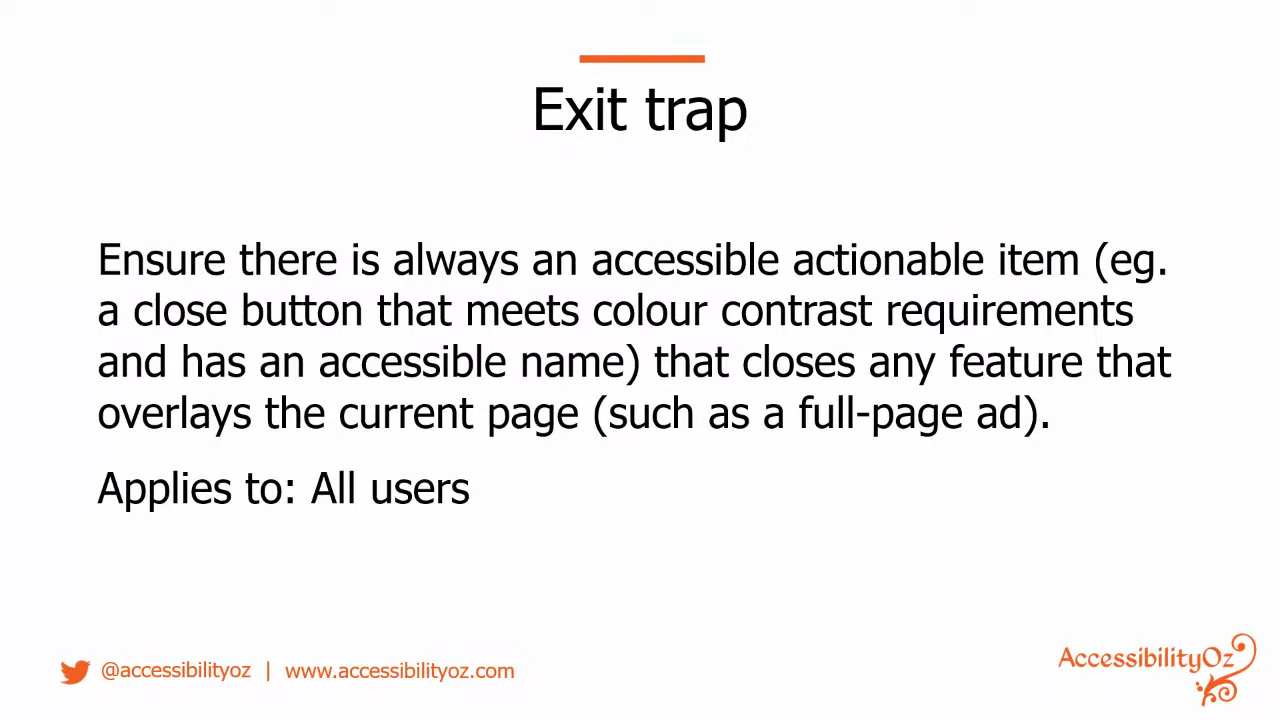 Exit trap
Ensure there is always an accessible actionable item (eg.
a close button that meets colour contrast requirements
and has an accessible name) that closes any feature that
overlays the current page (such as a full-page ad).
Applies to: All users
@accessibilityoz | www.accessibilityoz.com
AccessibilityOz